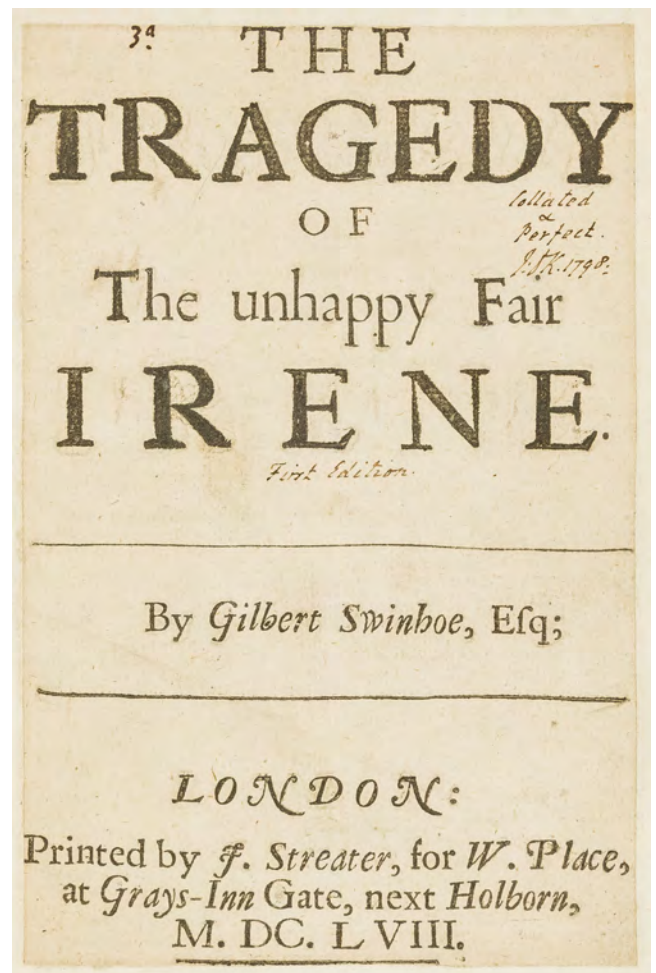 3ᵈ
THE
TRAGEDY
OF
Collated
&
Perfect.
J.P.K. 1798.
The unhappy Fair
IRENE.
First Edition.
By Gilbert Swinhoe, Eſq;
LONDON:
Printed by J. Streater, for W. Place,
at Grays-Inn Gate, next Holborn,
M. DC. LVIII.